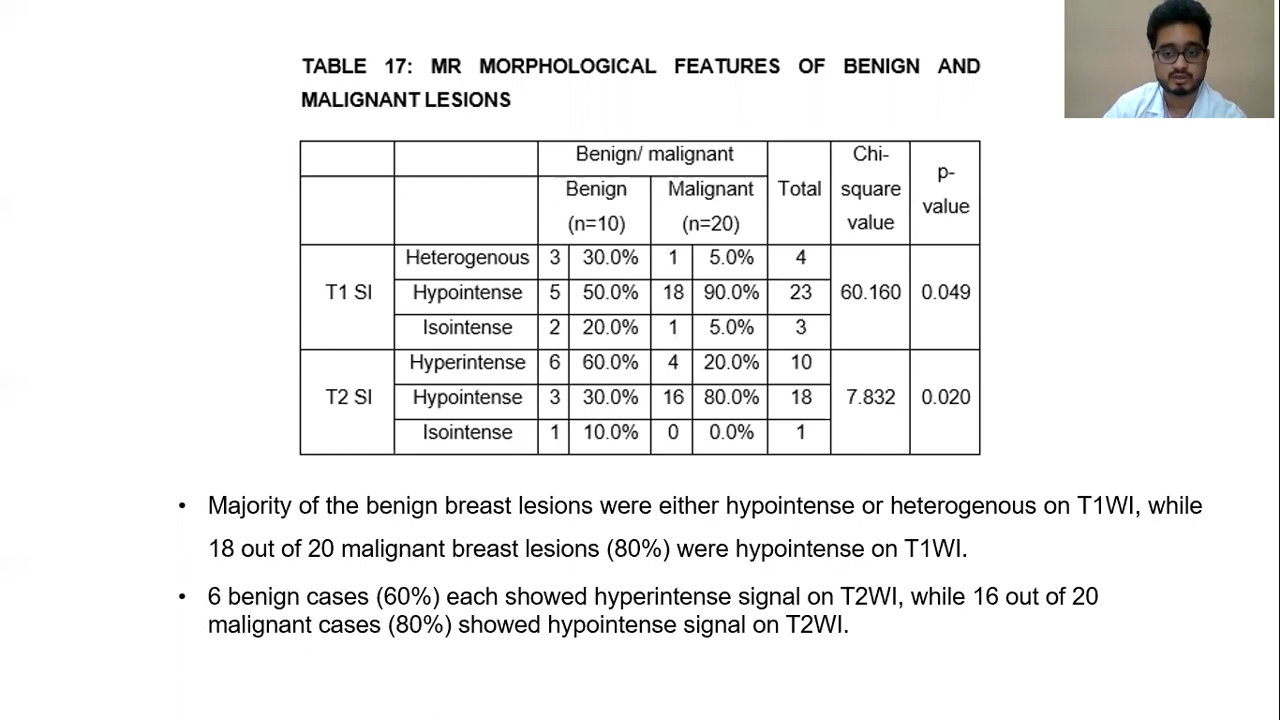 TABLE 17: MR MORPHOLOGICAL FEATURES OF BENIGN AND
MALIGNANT LESIONS
Benign/ malignant Total Chi-square value p-value
Benign (n=10) Malignant (n=20)
T1 SI Heterogenous 3 30.0% 1 5.0% 4 60.160 0.049
Hypointense 5 50.0% 18 90.0% 23
Isointense 2 20.0% 1 5.0% 3
T2 SI Hyperintense 6 60.0% 4 20.0% 10 7.832 0.020
Hypointense 3 30.0% 16 80.0% 18
Isointense 1 10.0% 0 0.0% 1
• Majority of the benign breast lesions were either hypointense or heterogenous on T1WI, while
18 out of 20 malignant breast lesions (80%) were hypointense on T1WI.
• 6 benign cases (60%) each showed hyperintense signal on T2WI, while 16 out of 20
malignant cases (80%) showed hypointense signal on T2WI.